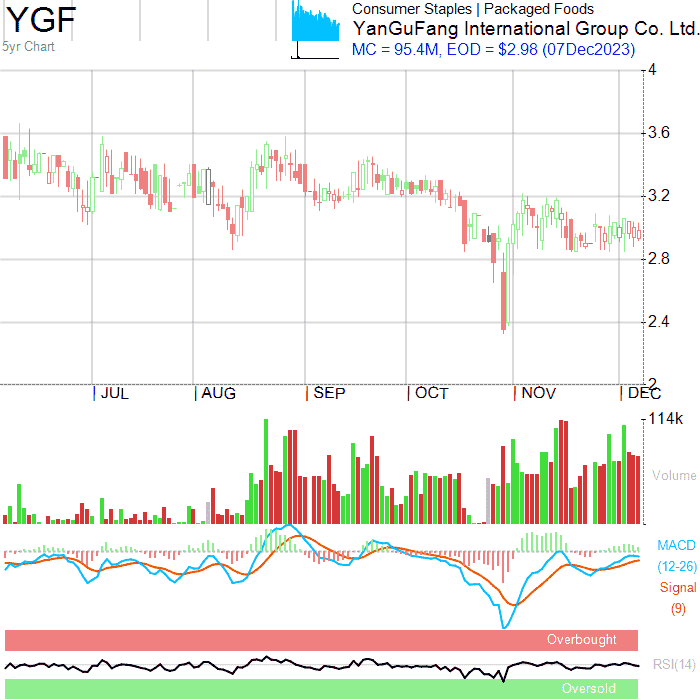 YGF
5yr Chart
Consumer Staples | Packaged Foods
YanGuFang International Group Co. Ltd.
MC = 95.4M, EOD = $2.98 (07Dec2023)
4
3.6
3.2
2.8
2.4
2
JUL AUG SEP OCT NOV DEC
114k
Volume
MACD
(12-26)
Signal
(9)
Overbought
RSI(14)
Oversold